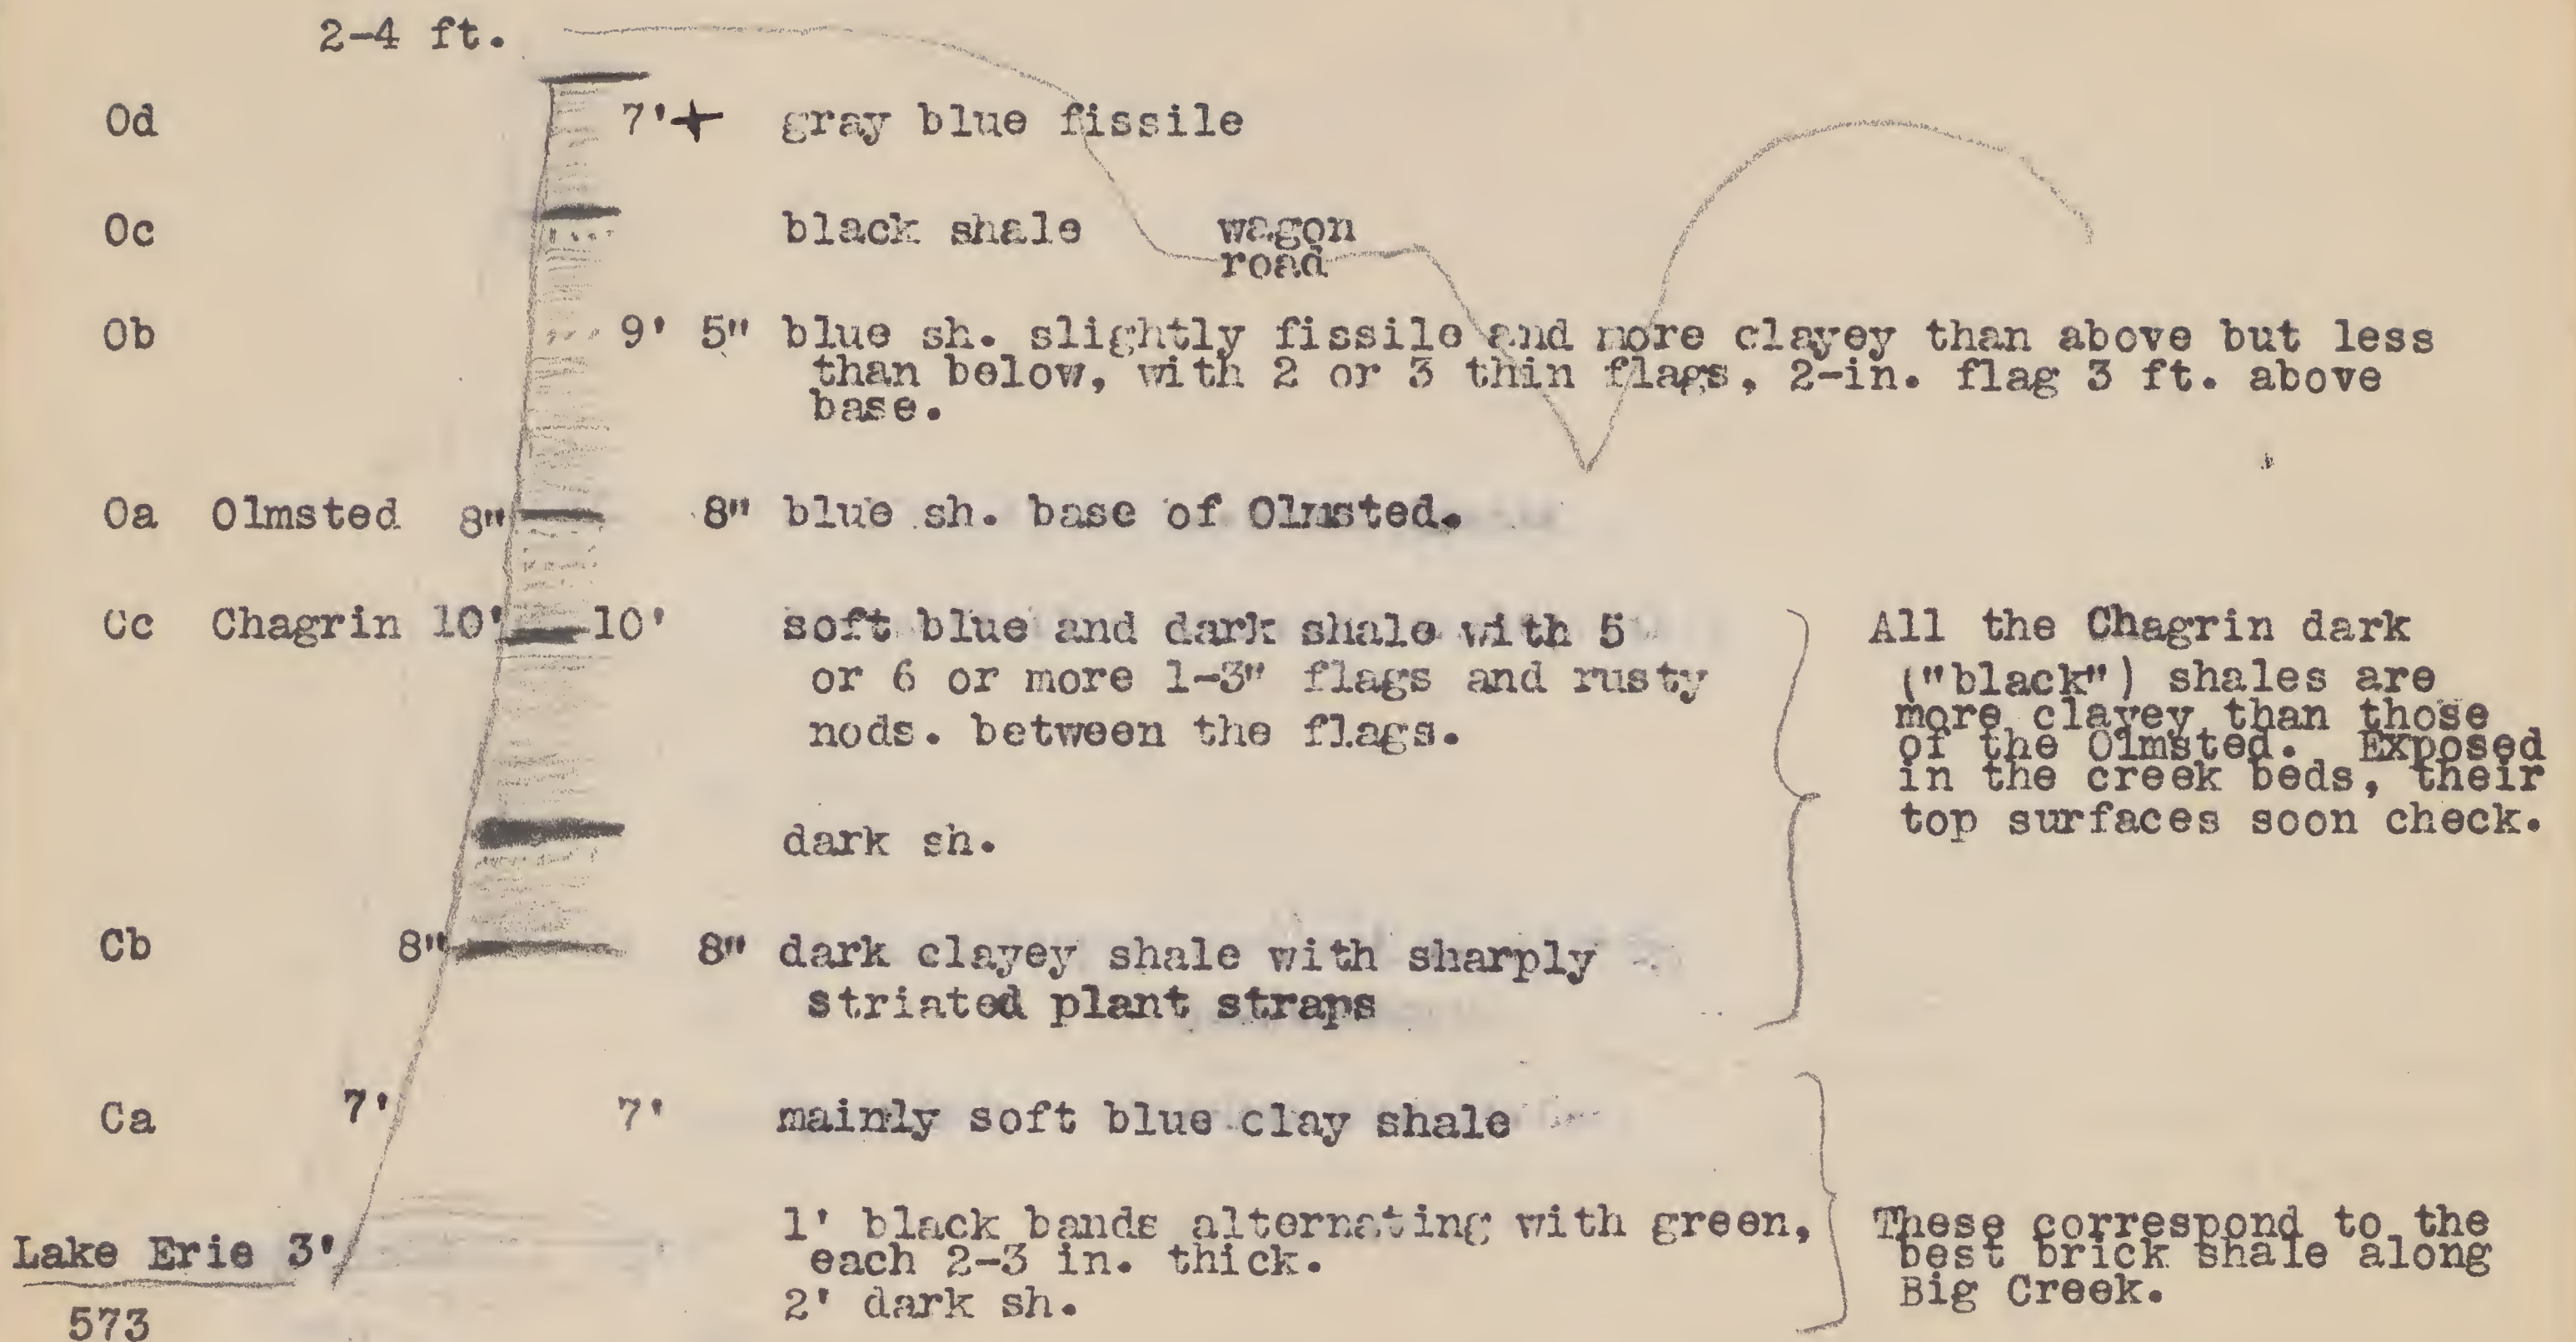 2-4 ft.
Od 7'+ gray blue fissile
Oc black shale wagon
road
Ob 9' 5" blue sh. slightly fissile and more clayey than above but less
than below, with 2 or 3 thin flags, 2-in. flag 3 ft. above
base.
Oa Olmsted 8" 8" blue sh. base of Olmsted.
Cc Chagrin 10' 10' soft blue and dark shale with 5
or 6 or more 1-3" flags and rusty
nods. between the flags.
All the Chagrin dark
("black") shales are
more clayey than those
of the Olmsted. Exposed
in the creek beds, their
top surfaces soon check.
dark sh.
Cb 8" 8" dark clayey shale with sharply
striated plant straps
Ca 7' 7' mainly soft blue clay shale
Lake Erie 3'
573
1' black bands alternating with green,
each 2-3 in. thick.
2' dark sh.
These correspond to the
best brick shale along
Big Creek.